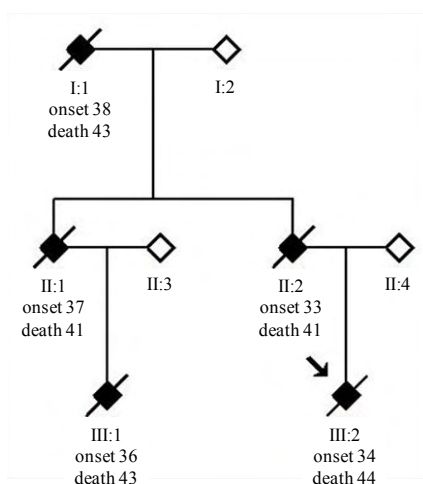 I:1
onset 38
death 43
I:2
II:1
onset 37
death 41
II:3
II:2
onset 33
death 41
II:4
III:1
onset 36
death 43
III:2
onset 34
death 44